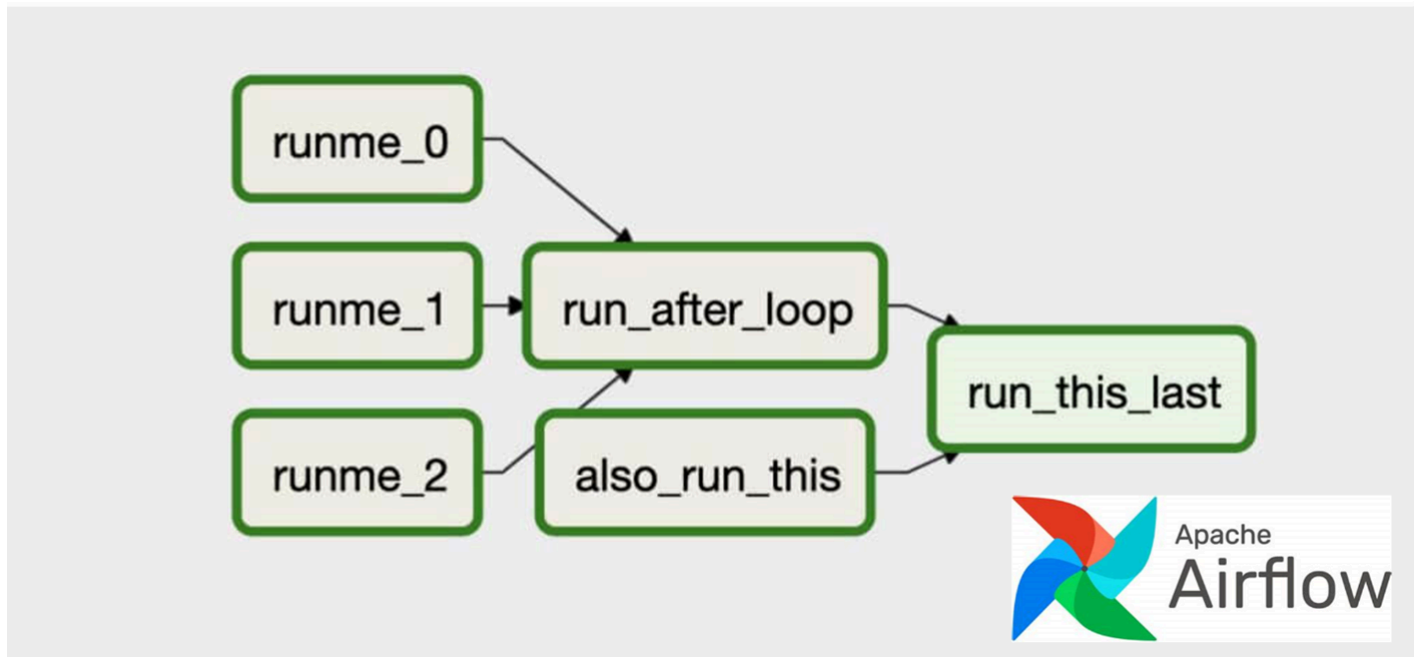 runme_0
runme_1
run_after_loop
run_this_last
runme_2
also_run_this
Apache
Airflow